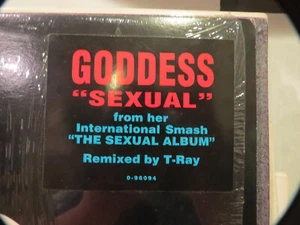 GODDESS
"SEXUAL"
from her
International Smash
"THE SEXUAL ALBUM"
Remixed by T-Ray
0-96094